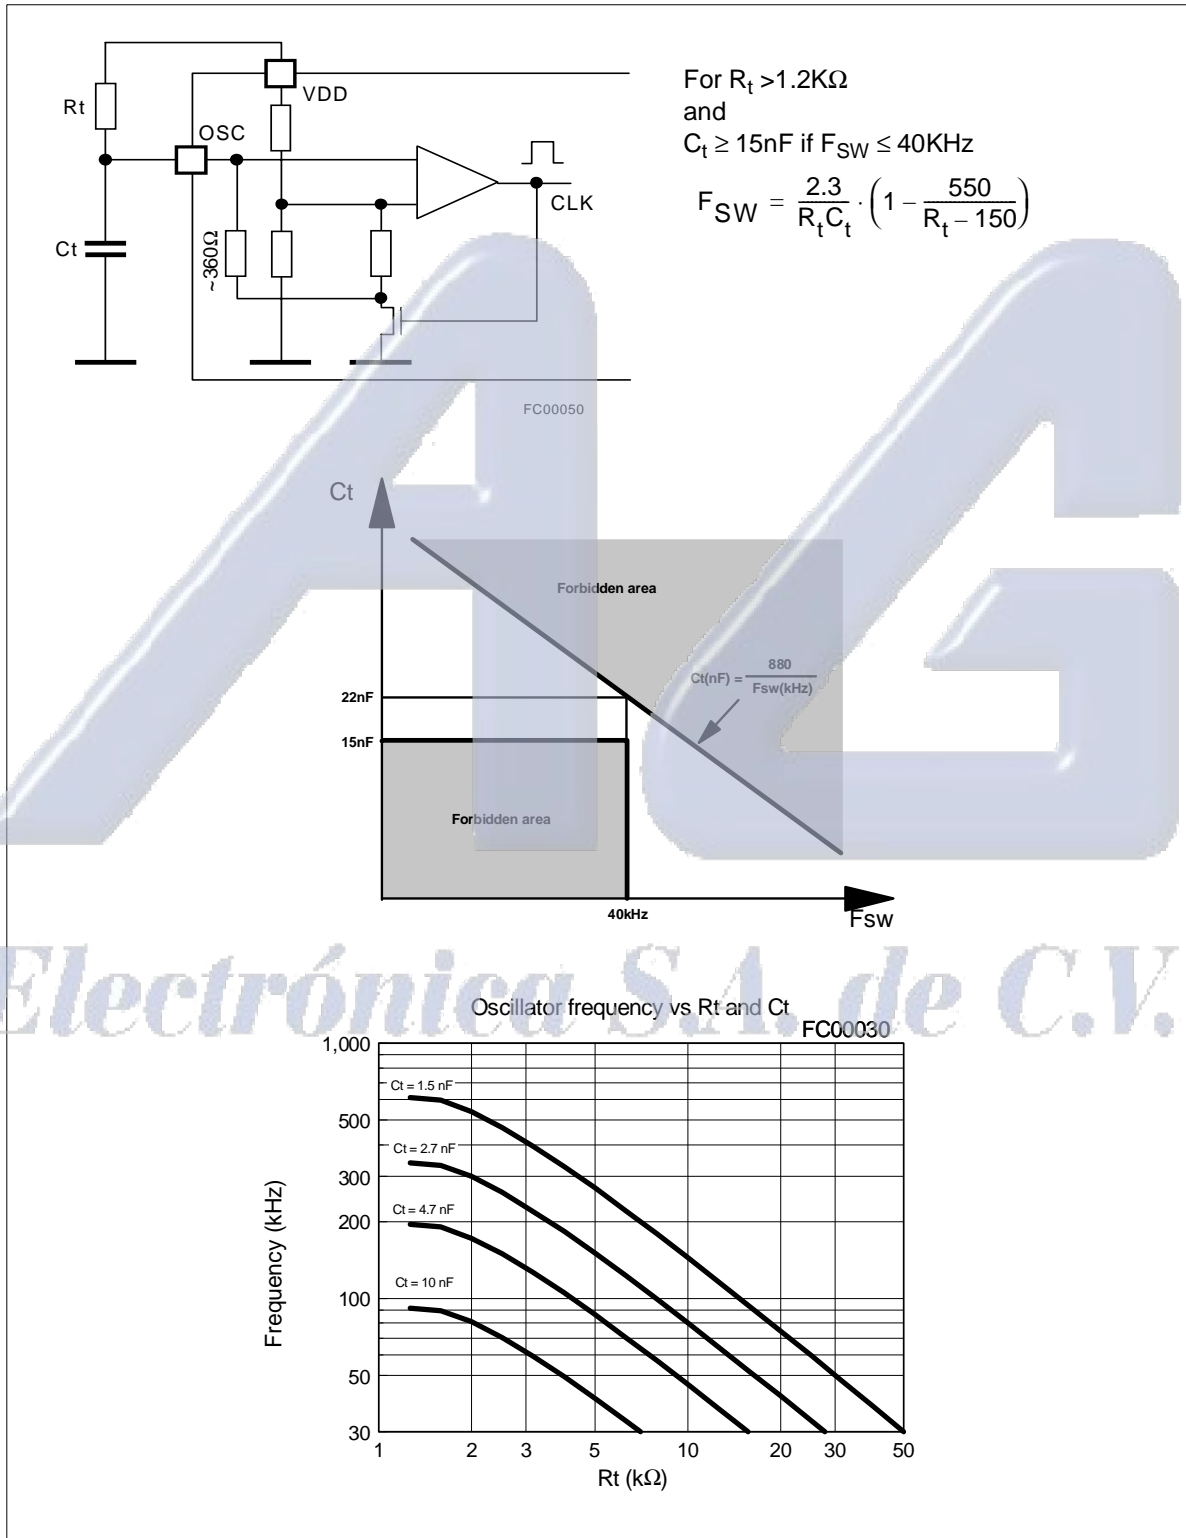 For Rt >1.2KΩ
and
Ct ≥ 15nF if FSW ≤ 40KHz
FSW = 2.3 / RtCt · (1 − 550 / Rt − 150)
Rt
VDD
OSC
CLK
Ct
~360Ω
FC00050
Ct
Forbidden area
Ct(nF) = 880 / Fsw(kHz)
22nF
15nF
Forbidden area
40kHz
Fsw
Electrónica S.A. de C.V.
Oscillator frequency vs Rt and Ct
FC00030
1,000
Ct = 1.5 nF
500
Ct = 2.7 nF
300
Ct = 4.7 nF
200
Ct = 10 nF
100
50
30
Frequency (kHz)
1 2 3 5 10 20 30 50
Rt (kΩ)
AG